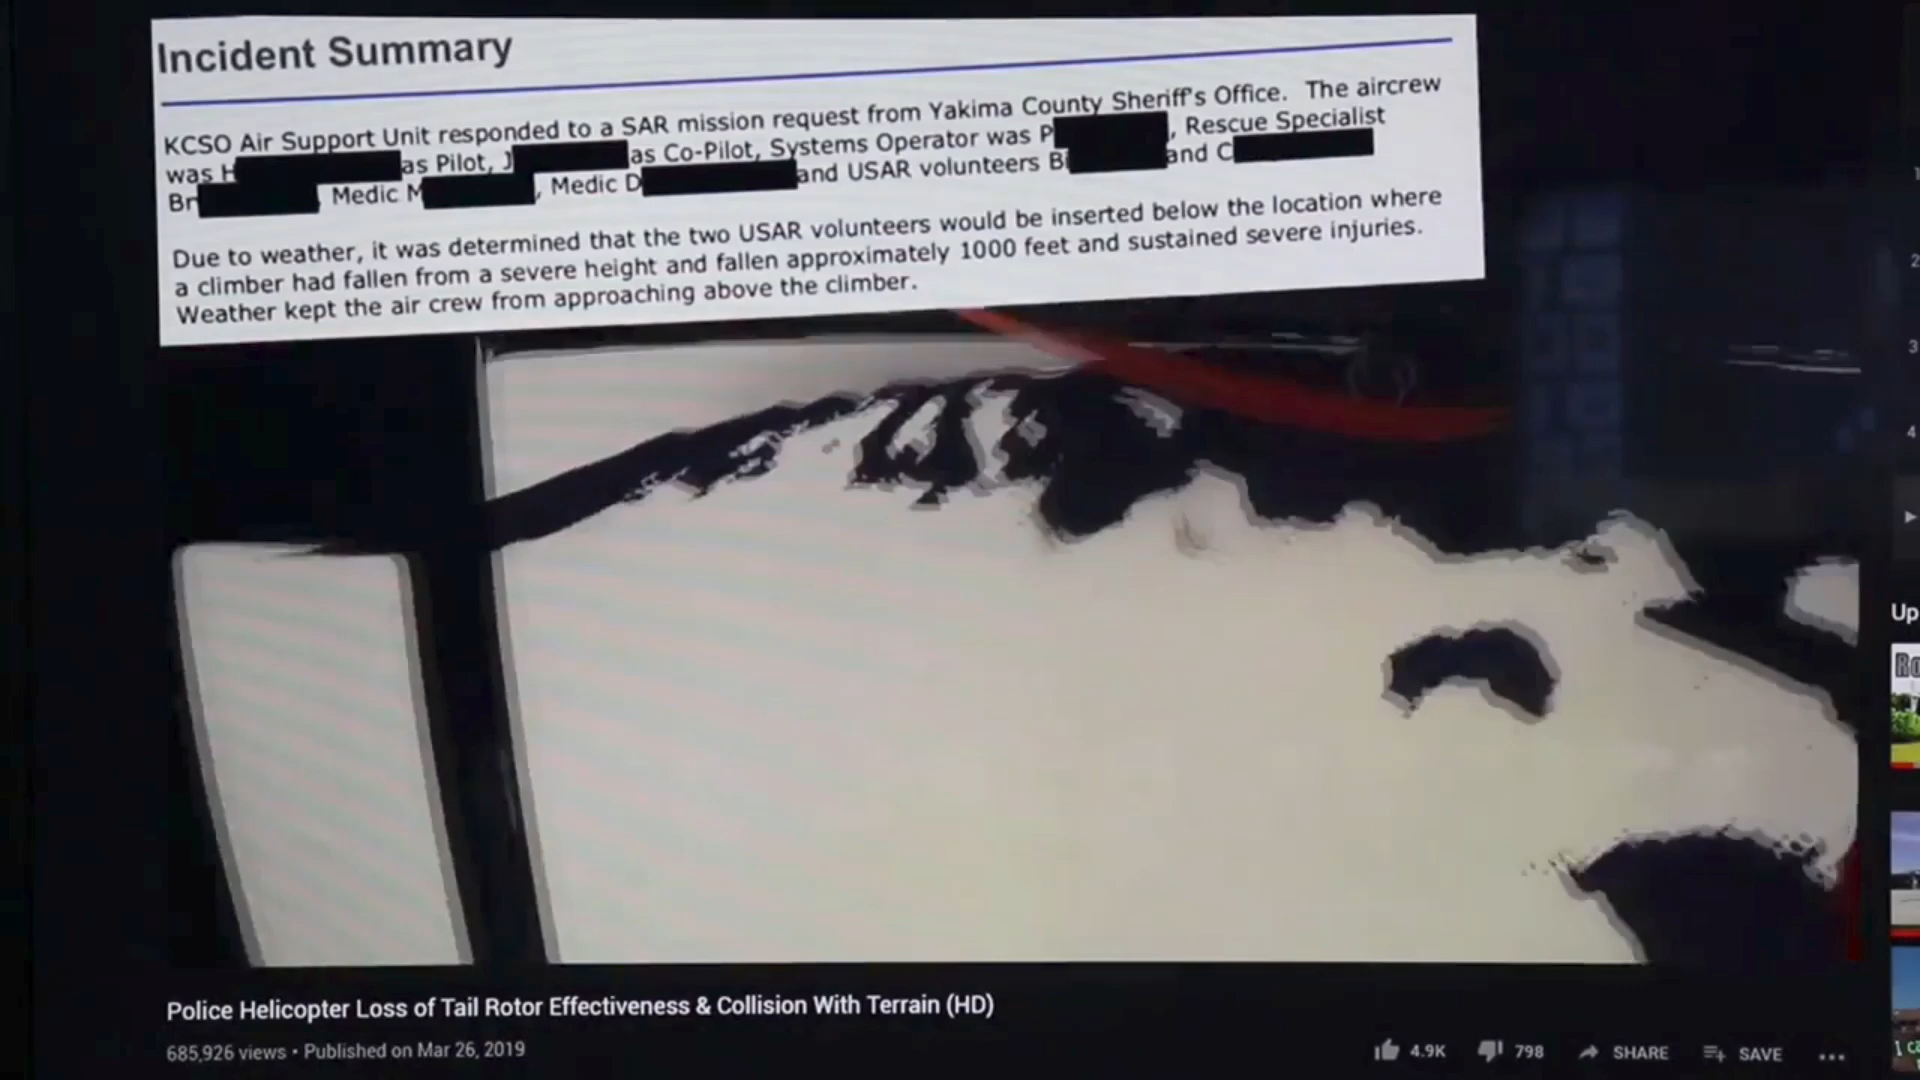 Incident Summary
KCSO Air Support Unit responded to a SAR mission request from Yakima County Sheriff's Office. The aircrew
was H as Pilot, J as Co-Pilot, Systems Operator was P , Rescue Specialist
Br , Medic M , Medic D and USAR volunteers B and C
Due to weather, it was determined that the two USAR volunteers would be inserted below the location where
a climber had fallen from a severe height and fallen approximately 1000 feet and sustained severe injuries.
Weather kept the air crew from approaching above the climber.
2
3
4
Up
Police Helicopter Loss of Tail Rotor Effectiveness & Collision With Terrain (HD)
685,926 views • Published on Mar 26, 2019
4.9K
798
SHARE
SAVE